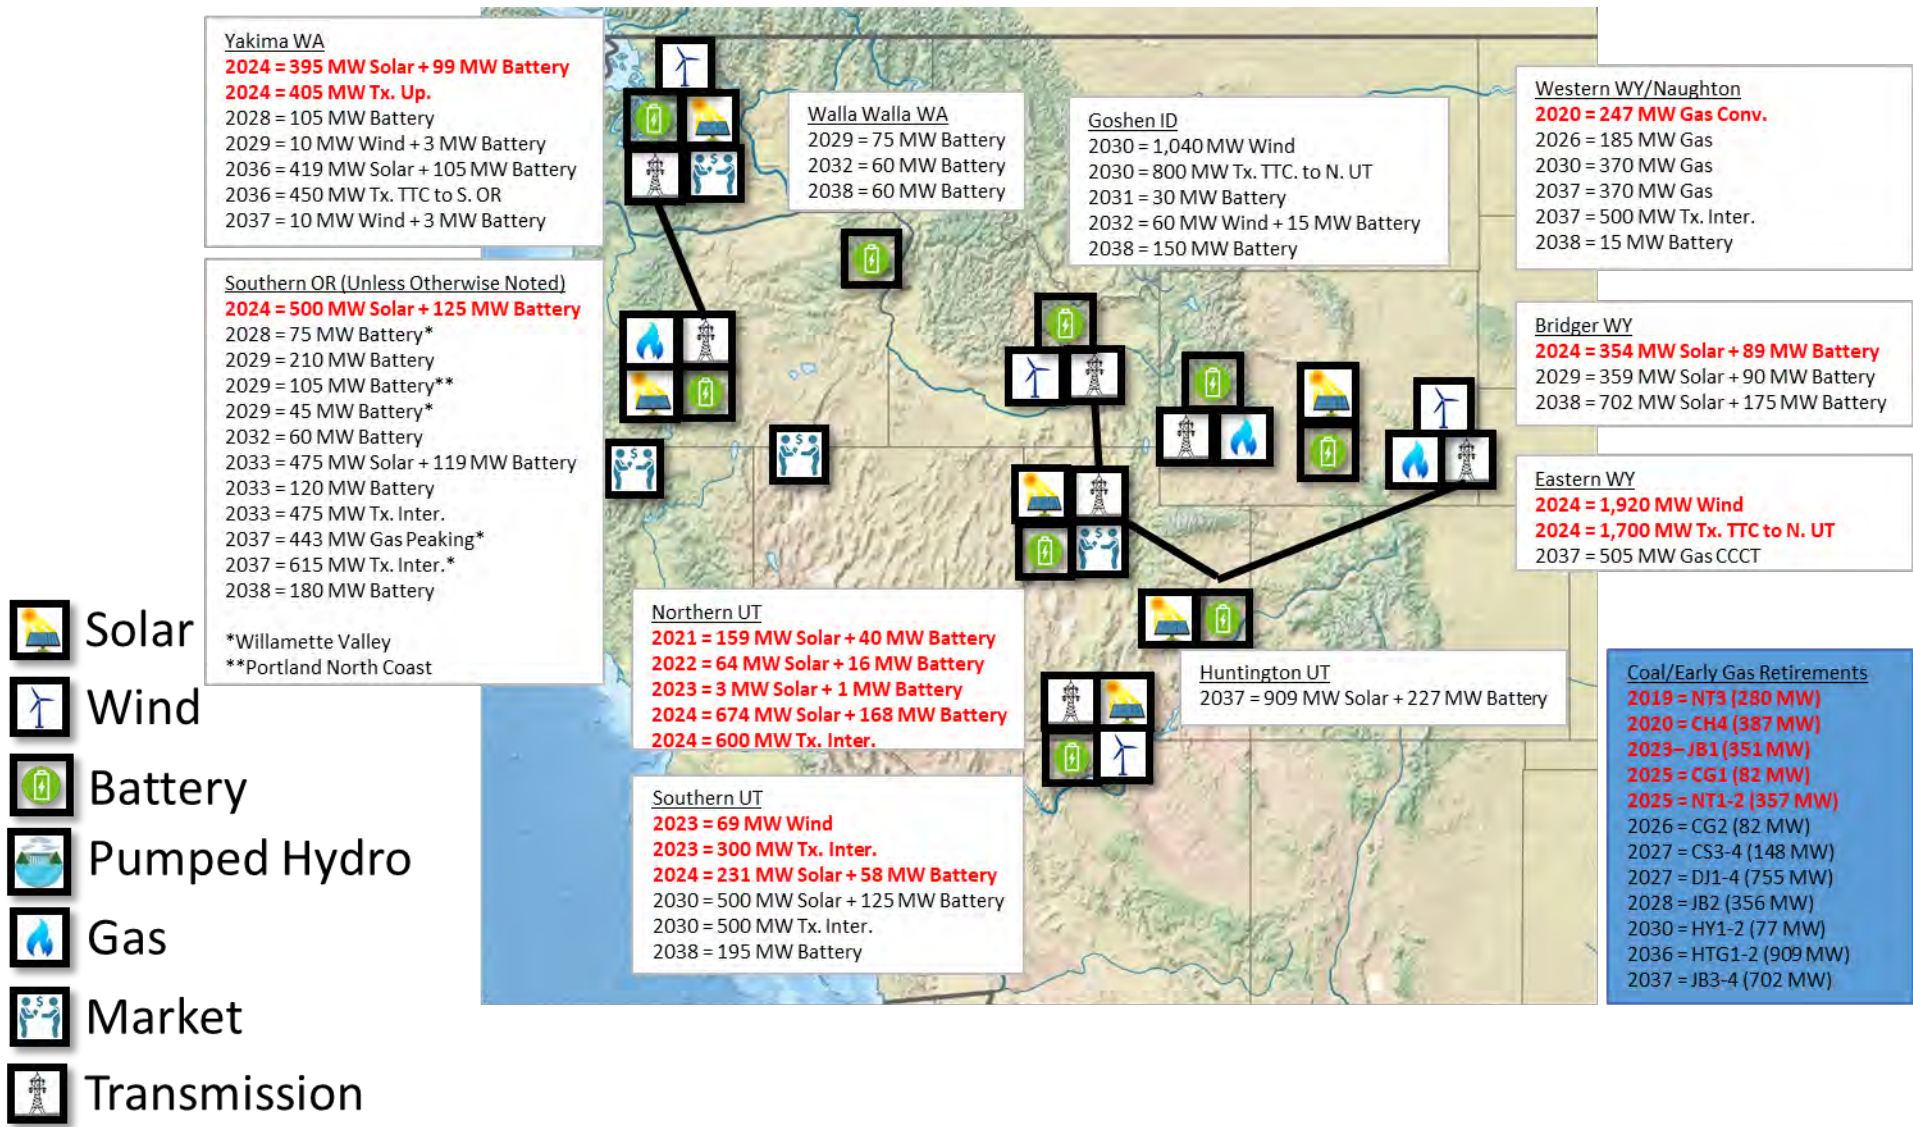 Yakima WA
2024 = 395 MW Solar + 99 MW Battery
2024 = 405 MW Tx. Up.
2028 = 105 MW Battery
2029 = 10 MW Wind + 3 MW Battery
2036 = 419 MW Solar + 105 MW Battery
2036 = 450 MW Tx. TTC to S. OR
2037 = 10 MW Wind + 3 MW Battery
Walla Walla WA
2029 = 75 MW Battery
2032 = 60 MW Battery
2038 = 60 MW Battery
Goshen ID
2030 = 1,040 MW Wind
2030 = 800 MW Tx. TTC. to N. UT
2031 = 30 MW Battery
2032 = 60 MW Wind + 15 MW Battery
2038 = 150 MW Battery
Western WY/Naughton
2020 = 247 MW Gas Conv.
2026 = 185 MW Gas
2030 = 370 MW Gas
2037 = 370 MW Gas
2037 = 500 MW Tx. Inter.
2038 = 15 MW Battery
Southern OR (Unless Otherwise Noted)
2024 = 500 MW Solar + 125 MW Battery
2028 = 75 MW Battery*
2029 = 210 MW Battery
2029 = 105 MW Battery**
2029 = 45 MW Battery*
2032 = 60 MW Battery
2033 = 475 MW Solar + 119 MW Battery
2033 = 120 MW Battery
2033 = 475 MW Tx. Inter.
2037 = 443 MW Gas Peaking*
2037 = 615 MW Tx. Inter.*
2038 = 180 MW Battery
*Willamette Valley
**Portland North Coast
Bridger WY
2024 = 354 MW Solar + 89 MW Battery
2029 = 359 MW Solar + 90 MW Battery
2038 = 702 MW Solar + 175 MW Battery
Eastern WY
2024 = 1,920 MW Wind
2024 = 1,700 MW Tx. TTC to N. UT
2037 = 505 MW Gas CCCT
Northern UT
2021 = 159 MW Solar + 40 MW Battery
2022 = 64 MW Solar + 16 MW Battery
2023 = 3 MW Solar + 1 MW Battery
2024 = 674 MW Solar + 168 MW Battery
2024 = 600 MW Tx. Inter.
Huntington UT
2037 = 909 MW Solar + 227 MW Battery
Southern UT
2023 = 69 MW Wind
2023 = 300 MW Tx. Inter.
2024 = 231 MW Solar + 58 MW Battery
2030 = 500 MW Solar + 125 MW Battery
2030 = 500 MW Tx. Inter.
2038 = 195 MW Battery
Coal/Early Gas Retirements
2019 = NT3 (280 MW)
2020 = CH4 (387 MW)
2023– JB1 (351 MW)
2025 = CG1 (82 MW)
2025 = NT1-2 (357 MW)
2026 = CG2 (82 MW)
2027 = CS3-4 (148 MW)
2027 = DJ1-4 (755 MW)
2028 = JB2 (356 MW)
2030 = HY1-2 (77 MW)
2036 = HTG1-2 (909 MW)
2037 = JB3-4 (702 MW)
Solar
Wind
Battery
Pumped Hydro
Gas
Market
Transmission